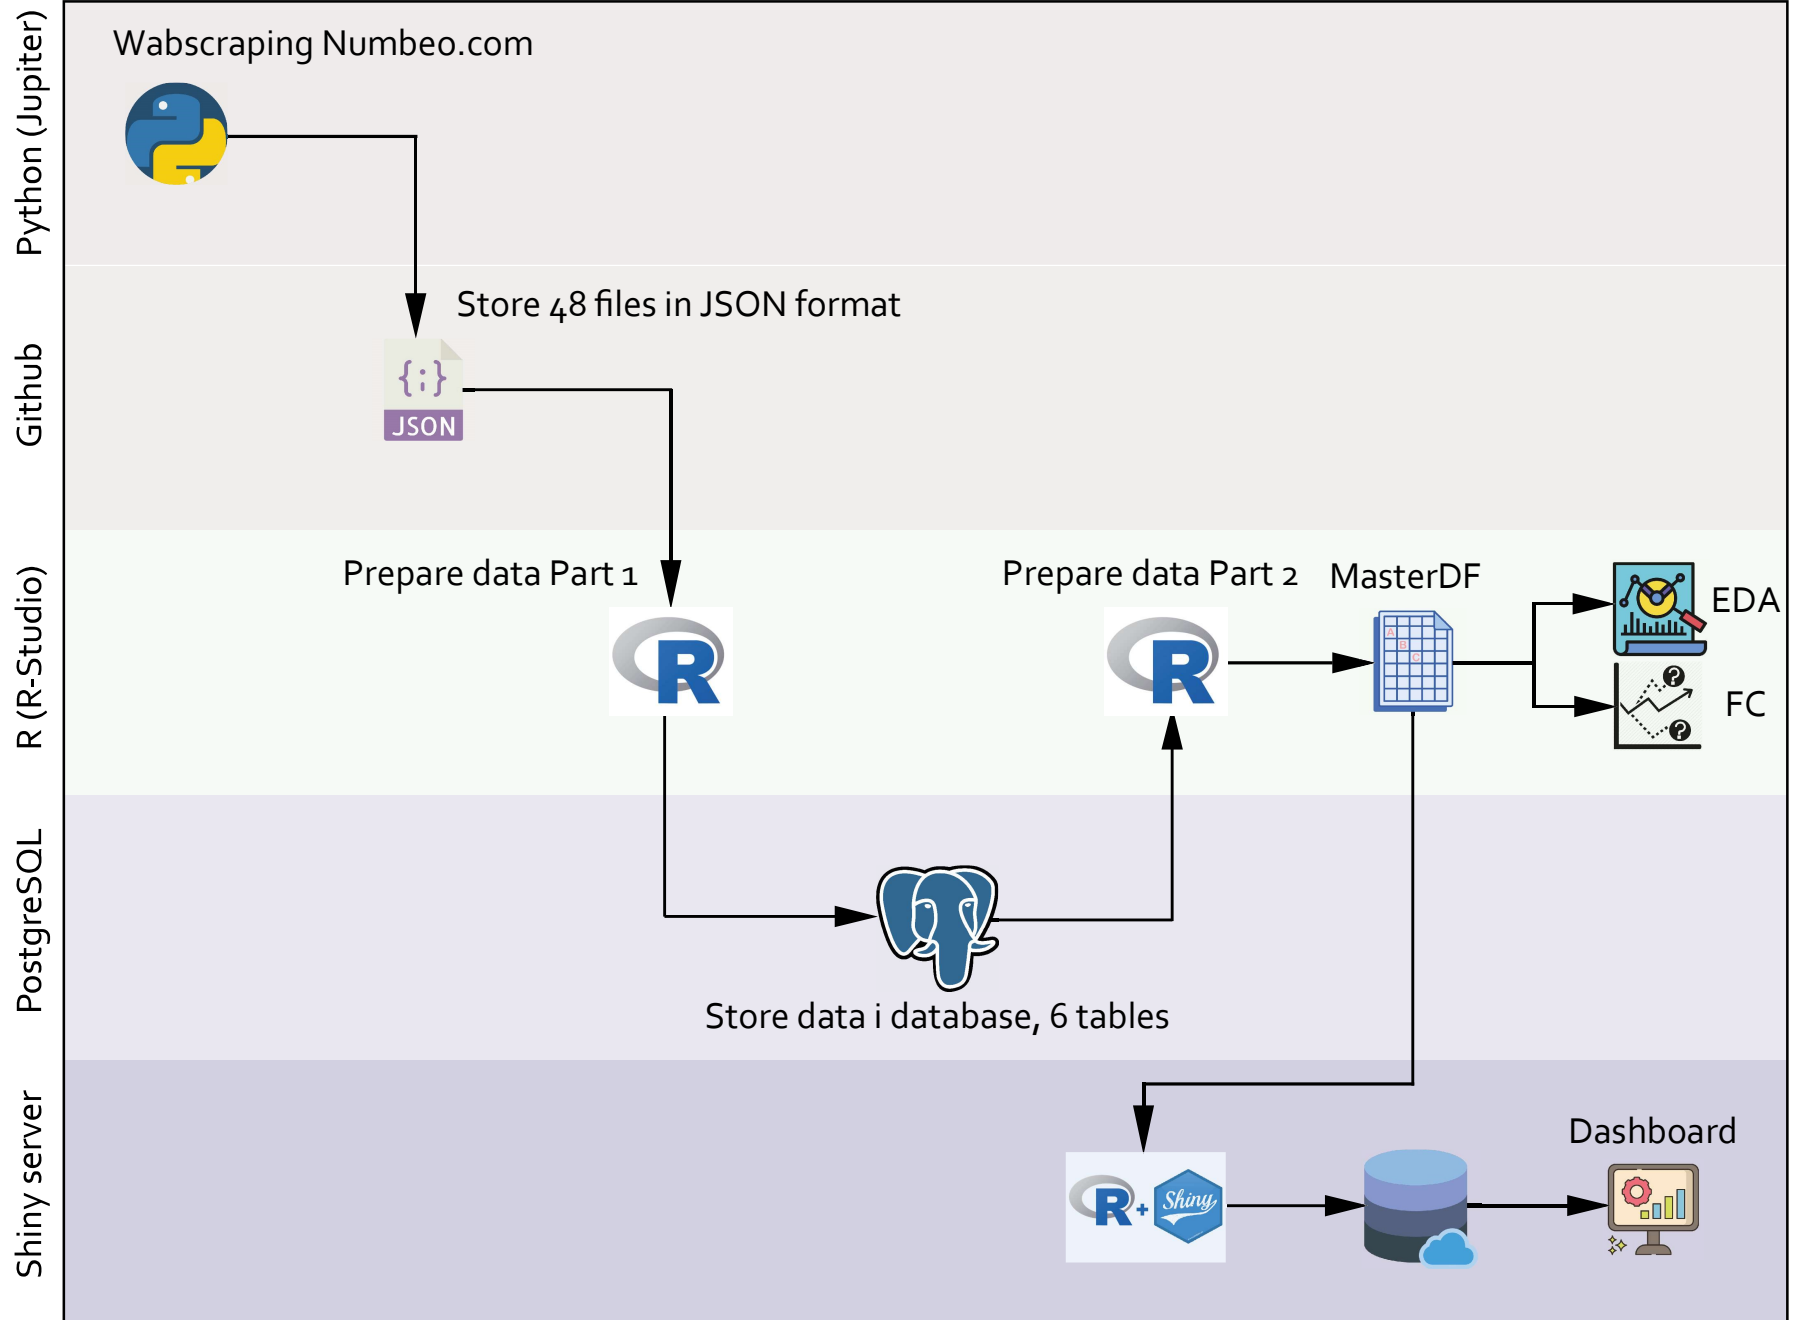 Python (Jupiter)
Wabscraping Numbeo.com
Github
Store 48 files in JSON format
{;}
JSON
R (R-Studio)
Prepare data Part 1
R
Prepare data Part 2
R
MasterDF
A
B
C
EDA
?
?
FC
PostgreSQL
Store data i database, 6 tables
Shiny server
R + Shiny
Dashboard